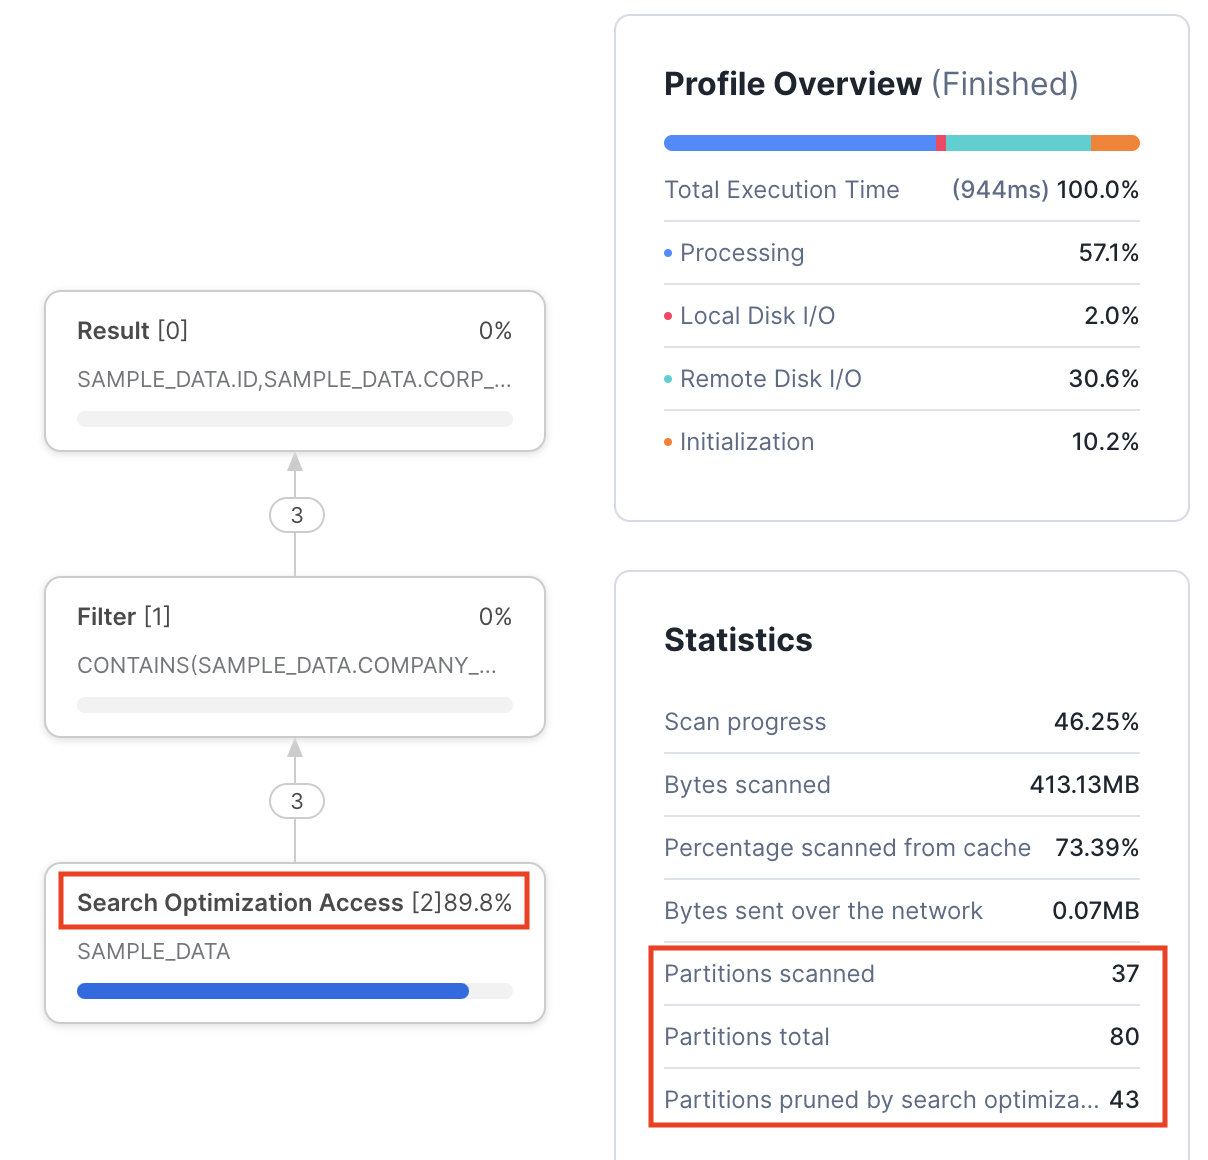 Result [0] 0%
SAMPLE_DATA.ID,SAMPLE_DATA.CORP_...
3
Filter [1] 0%
CONTAINS(SAMPLE_DATA.COMPANY_...
3
Search Optimization Access [2]89.8%
SAMPLE_DATA
Profile Overview (Finished)
Total Execution Time (944ms) 100.0%
Processing 57.1%
Local Disk I/O 2.0%
Remote Disk I/O 30.6%
Initialization 10.2%
Statistics
Scan progress 46.25%
Bytes scanned 413.13MB
Percentage scanned from cache 73.39%
Bytes sent over the network 0.07MB
Partitions scanned 37
Partitions total 80
Partitions pruned by search optimiza... 43